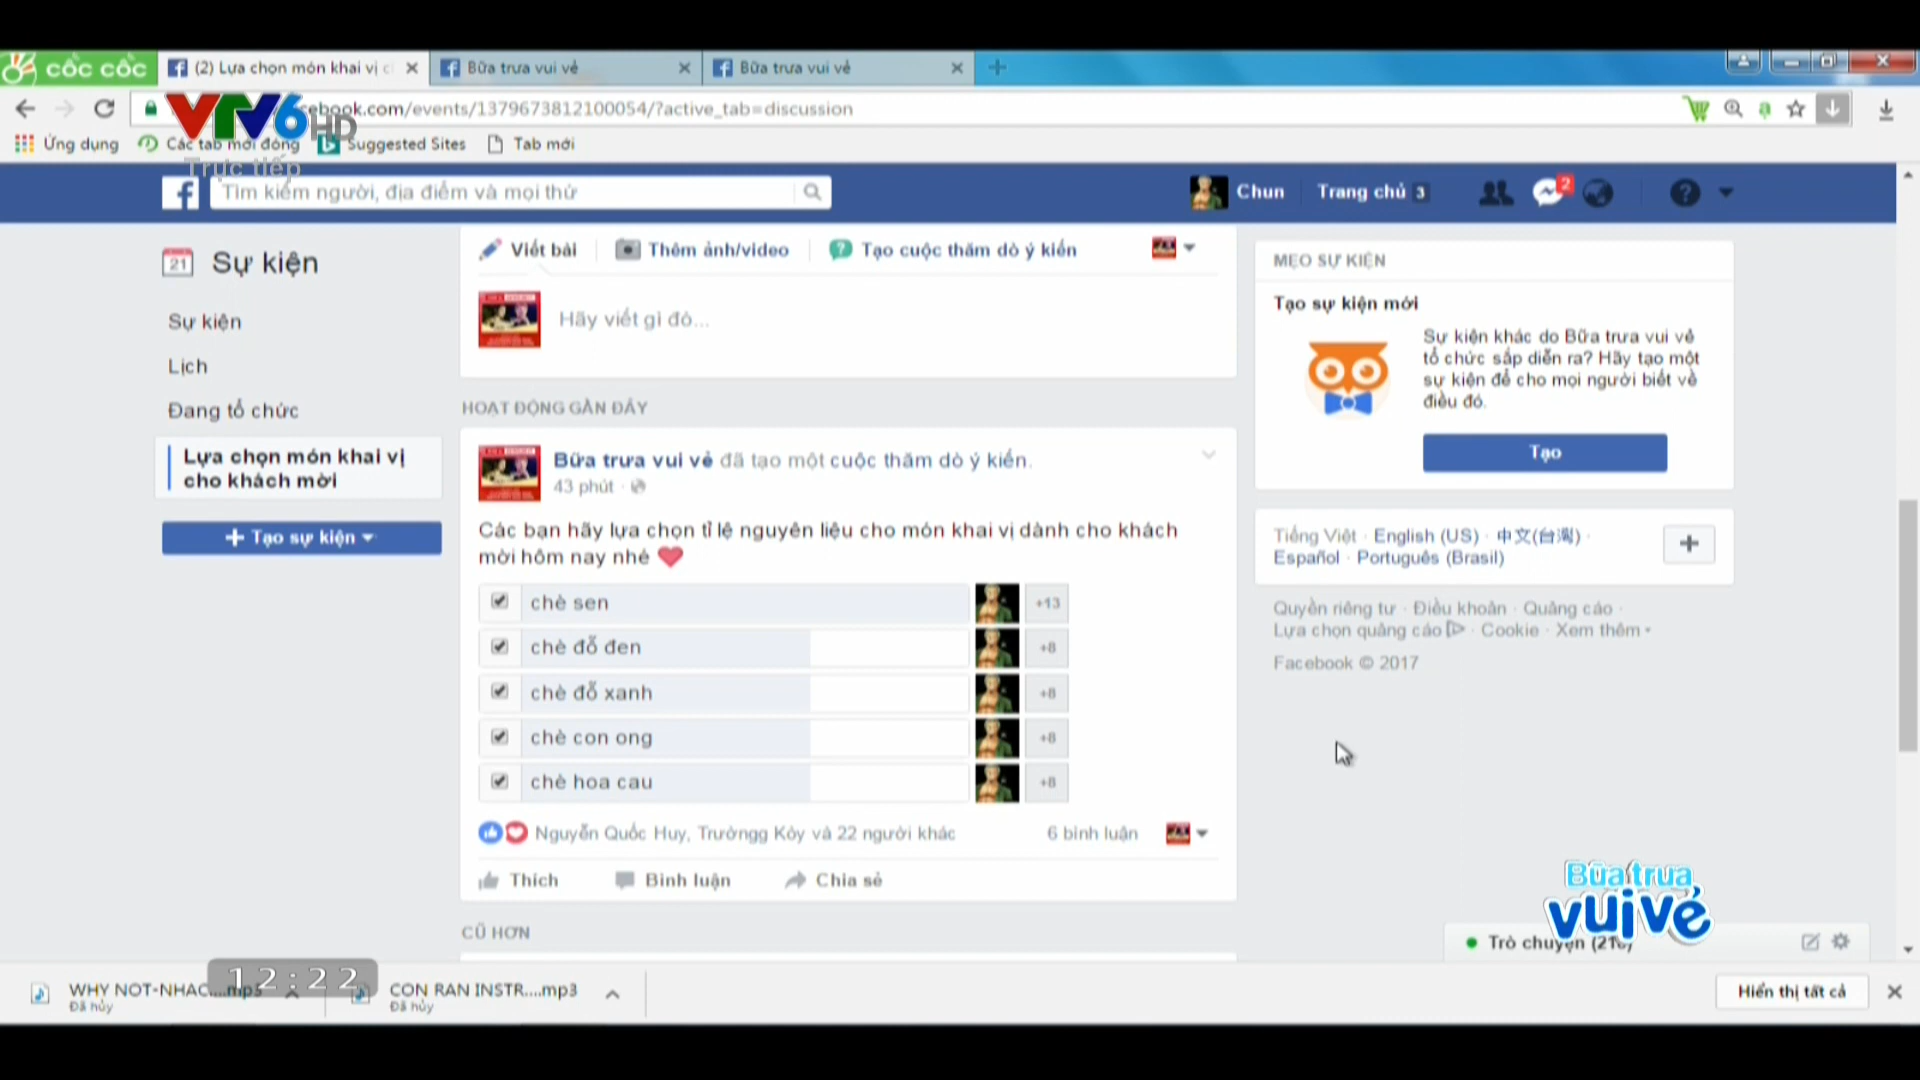 cốc cốc
(2) Lựa chọn món khai vị c
Bữa trưa vui vẻ
Bữa trưa vui vẻ
cebook.com/events/1379673812100054/?active_tab=discussion
VTV6 HD
Trực tiếp
Ứng dụng
Các tab mới đóng
Suggested Sites
Tab mới
Tìm kiếm người, địa điểm và mọi thứ
Chun
Trang chủ 3
2
21
Sự kiện
Sự kiện
Lịch
Đang tổ chức
Lựa chọn món khai vị
cho khách mời
Tạo sự kiện
Viết bài
Thêm ảnh/video
Tạo cuộc thăm dò ý kiến
Hãy viết gì đó...
HOẠT ĐỘNG GẦN ĐÂY
Bữa trưa vui vẻ đã tạo một cuộc thăm dò ý kiến.
43 phút ·
Các bạn hãy lựa chọn tỉ lệ nguyên liệu cho món khai vị dành cho khách
mời hôm nay nhé
chè sen +13
chè đỗ đen +8
chè đỗ xanh +8
chè con ong +8
chè hoa cau +8
Nguyễn Quốc Huy, Trườngg Kòy và 22 người khác
6 bình luận
Thích
Bình luận
Chia sẻ
CŨ HƠN
MẸO SỰ KIỆN
Tạo sự kiện mới
Sự kiện khác do Bữa trưa vui vẻ
tổ chức sắp diễn ra? Hãy tạo một
sự kiện để cho mọi người biết về
điều đó.
Tạo
Tiếng Việt · English (US) · 中文(台灣) ·
Español · Português (Brasil)
Quyền riêng tư · Điều khoản · Quảng cáo ·
Lựa chọn quảng cáo · Cookie · Xem thêm
Facebook © 2017
Bữa trưa
vui vẻ
Trò chuyện
12:22
WHY NOT-NHAC....mp3
Đã hủy
CON RAN INSTR....mp3
Đã hủy
Hiển thị tất cả